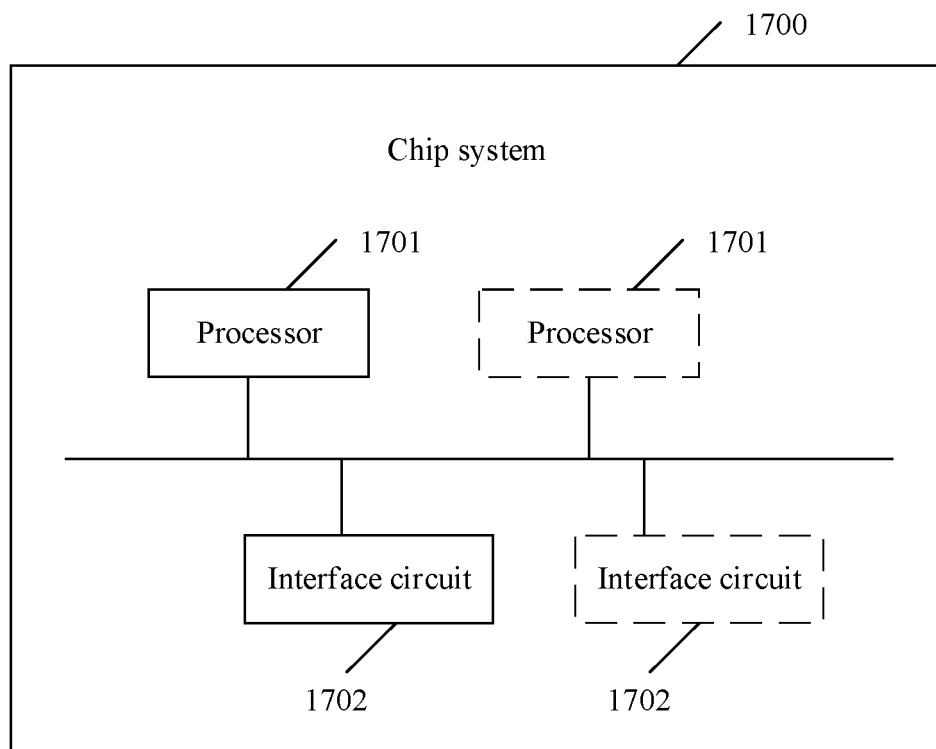 1700
Chip system
1701
1701
Processor
Processor
Interface circuit
Interface circuit
1702
1702